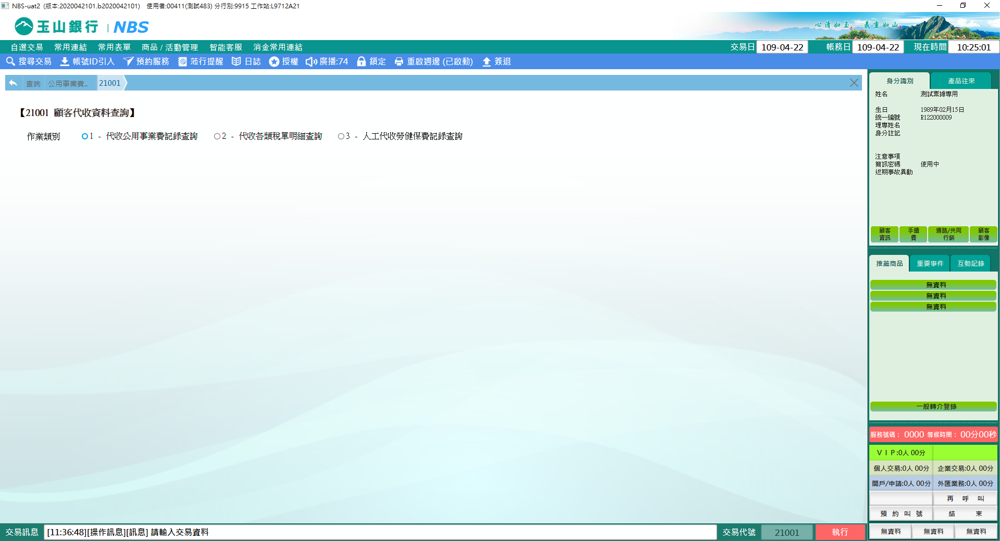 NBS-uat2 (版本:2020042101.b2020042101) 使用者:00411(測試483) 分行別:9915 工作站:L9712A21
玉山銀行 | NBS
心清如玉。義重如山。
自選交易 常用連結 常用表單 商品 / 活動管理 智能客服 消金常用連結 交易日 109-04-22 帳務日 109-04-22 現在時間 10:25:01
搜尋交易 帳號ID引入 預約服務 蒞行提醒 日誌 授權 廣播:74 鎖定 重啟週邊 (已啟動) 簽退
查詢 公用事業費.. 21001
【21001 顧客代收資料查詢】
作業類別 1 - 代收公用事業費記錄查詢 2 - 代收各類稅單明細查詢 3 - 人工代收勞健保費記錄查詢
身分識別 產品往來
姓名 測試票據專用
生日 1989年02月15日
統一編號 R122000009
理專姓名
身分註記
注意事項
簡訊密碼 使用中
近期事故異動
顧客資訊 手續費 通路/共同行銷 顧客影像
推薦商品 重要事件 互動記錄
無資料
無資料
無資料
一般轉介登錄
服務號碼： 0000 等候時間： 00分00秒
ＶＩＰ:0人 00分
個人交易:0人 00分 企業交易:0人 00分
開戶/申請:0人 00分 外匯業務:0人 00分
再 呼 叫
預 約 叫 號 結 束
無資料 無資料 無資料
交易訊息 [11:36:48][操作訊息][訊息] 請輸入交易資料 交易代號 21001 執行